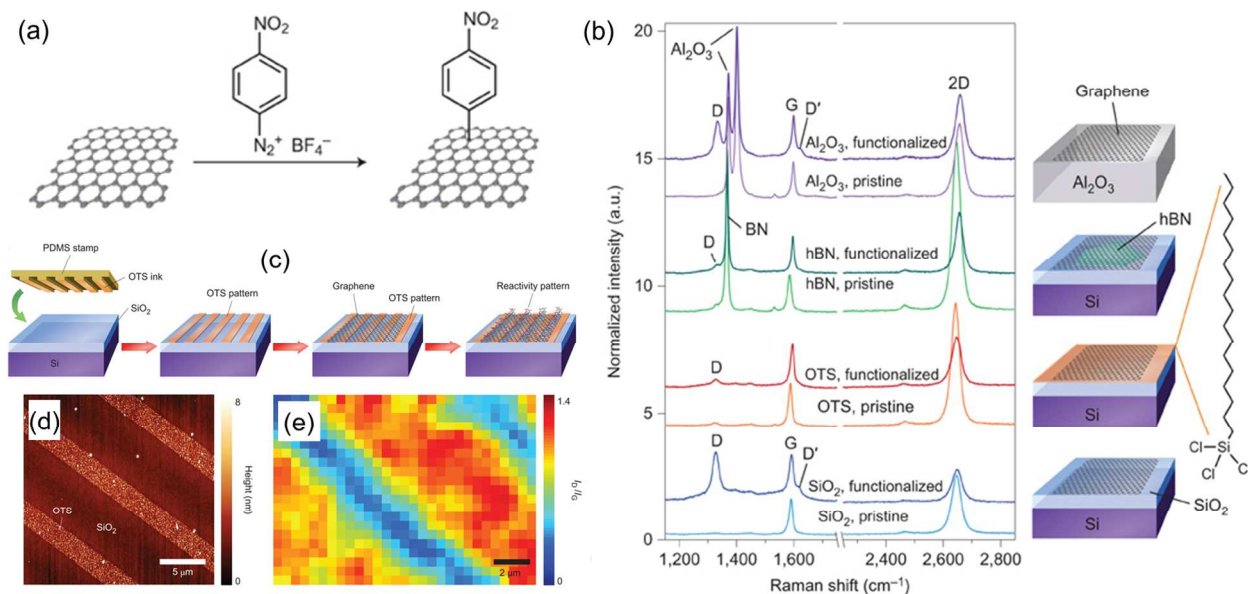 (a)
NO2
N2+ BF4−
NO2
(b)
20
15
10
5
0
Normalized intensity (a.u.)
1,200
1,400
1,600
2,400
2,600
2,800
Raman shift (cm−1)
Al2O3
D
G
D′
2D
Al2O3, functionalized
Al2O3, pristine
BN
D
hBN, functionalized
hBN, pristine
D
OTS, functionalized
OTS, pristine
D
G
D′
SiO2, functionalized
SiO2, pristine
Graphene
Al2O3
hBN
Si
Si
Cl
Si
Cl
Cl
SiO2
Si
(c)
PDMS stamp
OTS ink
SiO2
Si
OTS pattern
Graphene
OTS pattern
Reactivity pattern
(d)
OTS
SiO2
5 μm
8
Height (nm)
0
(e)
2 μm
1.4
ID/IG
0